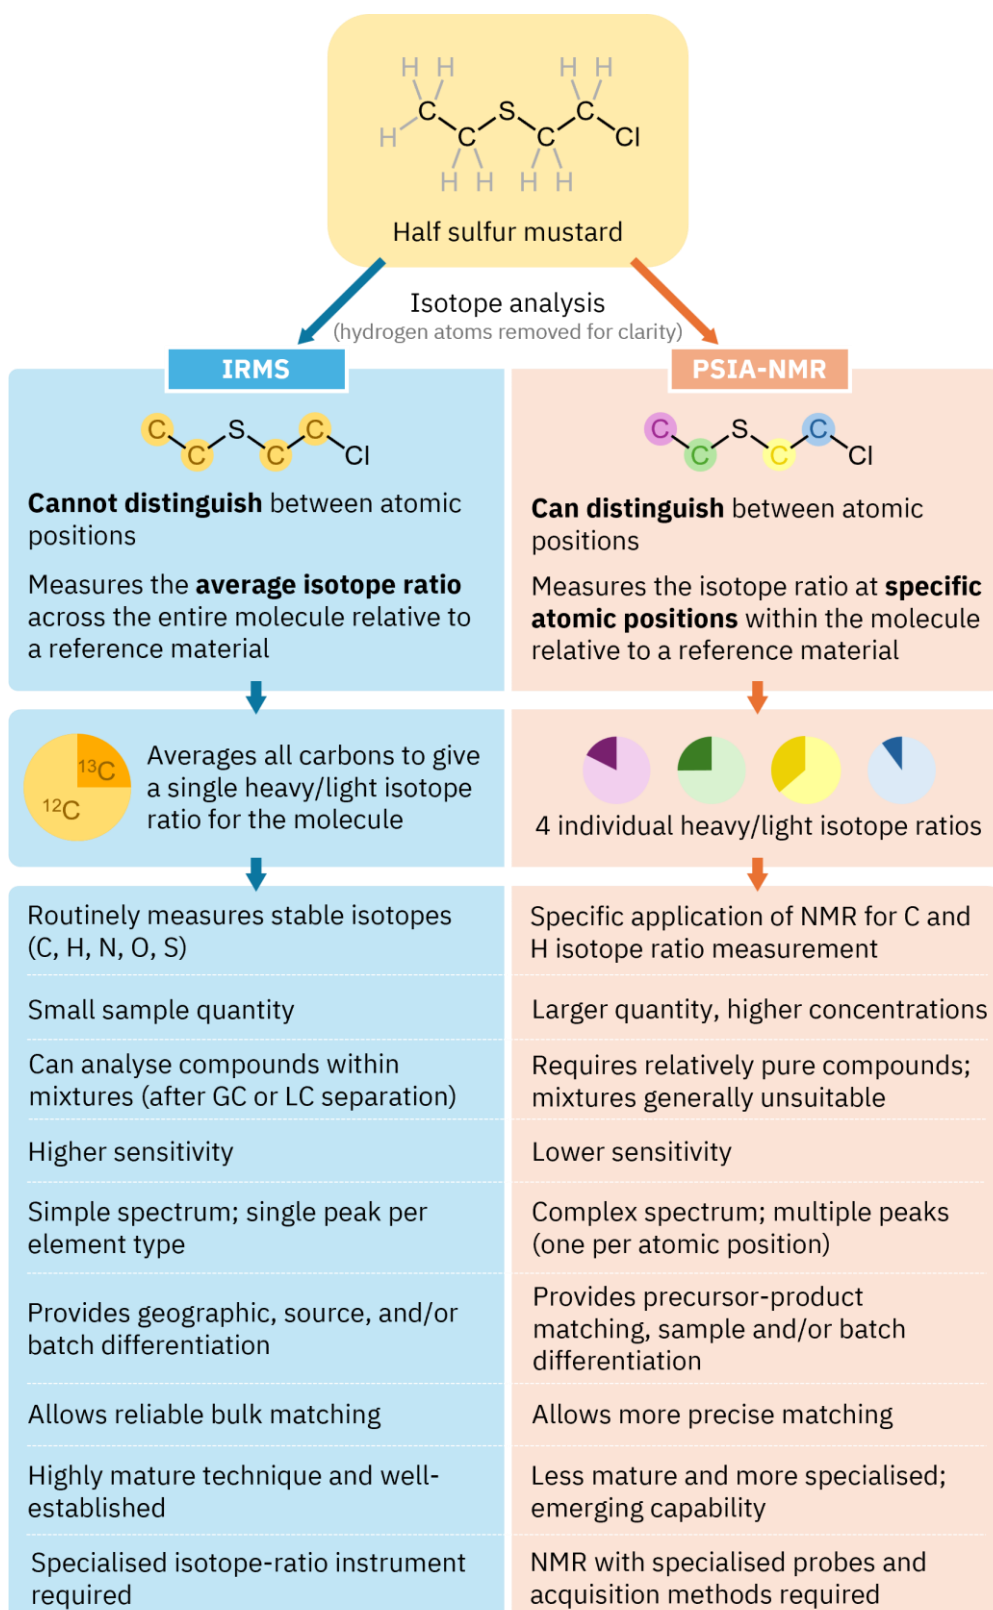 H H H H
C S C
H C C Cl
H H H H
Half sulfur mustard
Isotope analysis
(hydrogen atoms removed for clarity)
IRMS
C S C
C C Cl
Cannot distinguish between atomic
positions
Measures the average isotope ratio
across the entire molecule relative to
a reference material
13C
12C
Averages all carbons to give
a single heavy/light isotope
ratio for the molecule
Routinely measures stable isotopes
(C, H, N, O, S)
Small sample quantity
Can analyse compounds within
mixtures (after GC or LC separation)
Higher sensitivity
Simple spectrum; single peak per
element type
Provides geographic, source, and/or
batch differentiation
Allows reliable bulk matching
Highly mature technique and well-
established
Specialised isotope-ratio instrument
required
PSIA-NMR
C S C
C C Cl
Can distinguish between atomic
positions
Measures the isotope ratio at specific
atomic positions within the molecule
relative to a reference material
4 individual heavy/light isotope ratios
Specific application of NMR for C and
H isotope ratio measurement
Larger quantity, higher concentrations
Requires relatively pure compounds;
mixtures generally unsuitable
Lower sensitivity
Complex spectrum; multiple peaks
(one per atomic position)
Provides precursor-product
matching, sample and/or batch
differentiation
Allows more precise matching
Less mature and more specialised;
emerging capability
NMR with specialised probes and
acquisition methods required